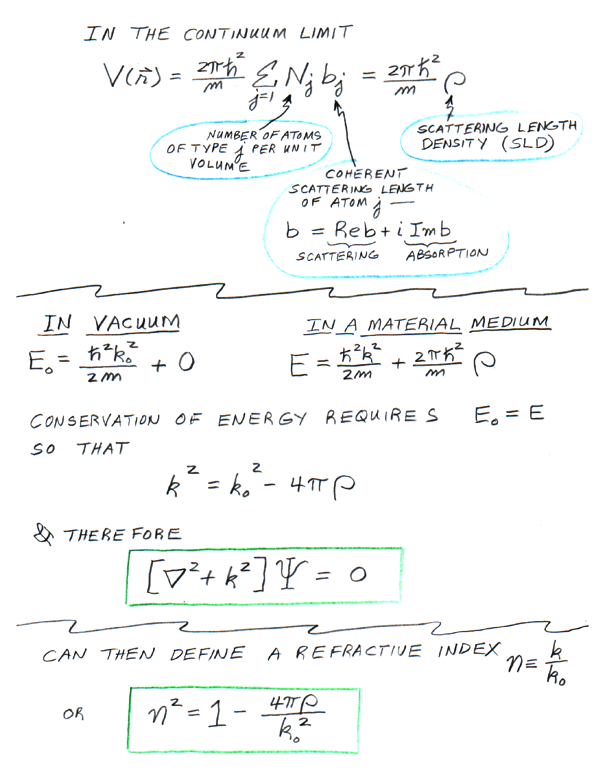 IN THE CONTINUUM LIMIT
V(r⃗) = 2πħ²/m Σ_{j=1} N_j b_j = 2πħ²/m ρ
NUMBER OF ATOMS
OF TYPE j PER UNIT
VOLUME
SCATTERING LENGTH
DENSITY (SLD)
COHERENT
SCATTERING LENGTH
OF ATOM j —
b = Re b + i Im b
SCATTERING ABSORPTION
IN VACUUM
E₀ = ħ²k₀²/2m + 0
IN A MATERIAL MEDIUM
E = ħ²k²/2m + 2πħ²/m ρ
CONSERVATION OF ENERGY REQUIRES E₀ = E
SO THAT
k² = k₀² - 4πρ
& THEREFORE
[∇² + k²] Ψ = 0
CAN THEN DEFINE A REFRACTIVE INDEX n ≡ k/k₀
OR n² = 1 - 4πρ/k₀²